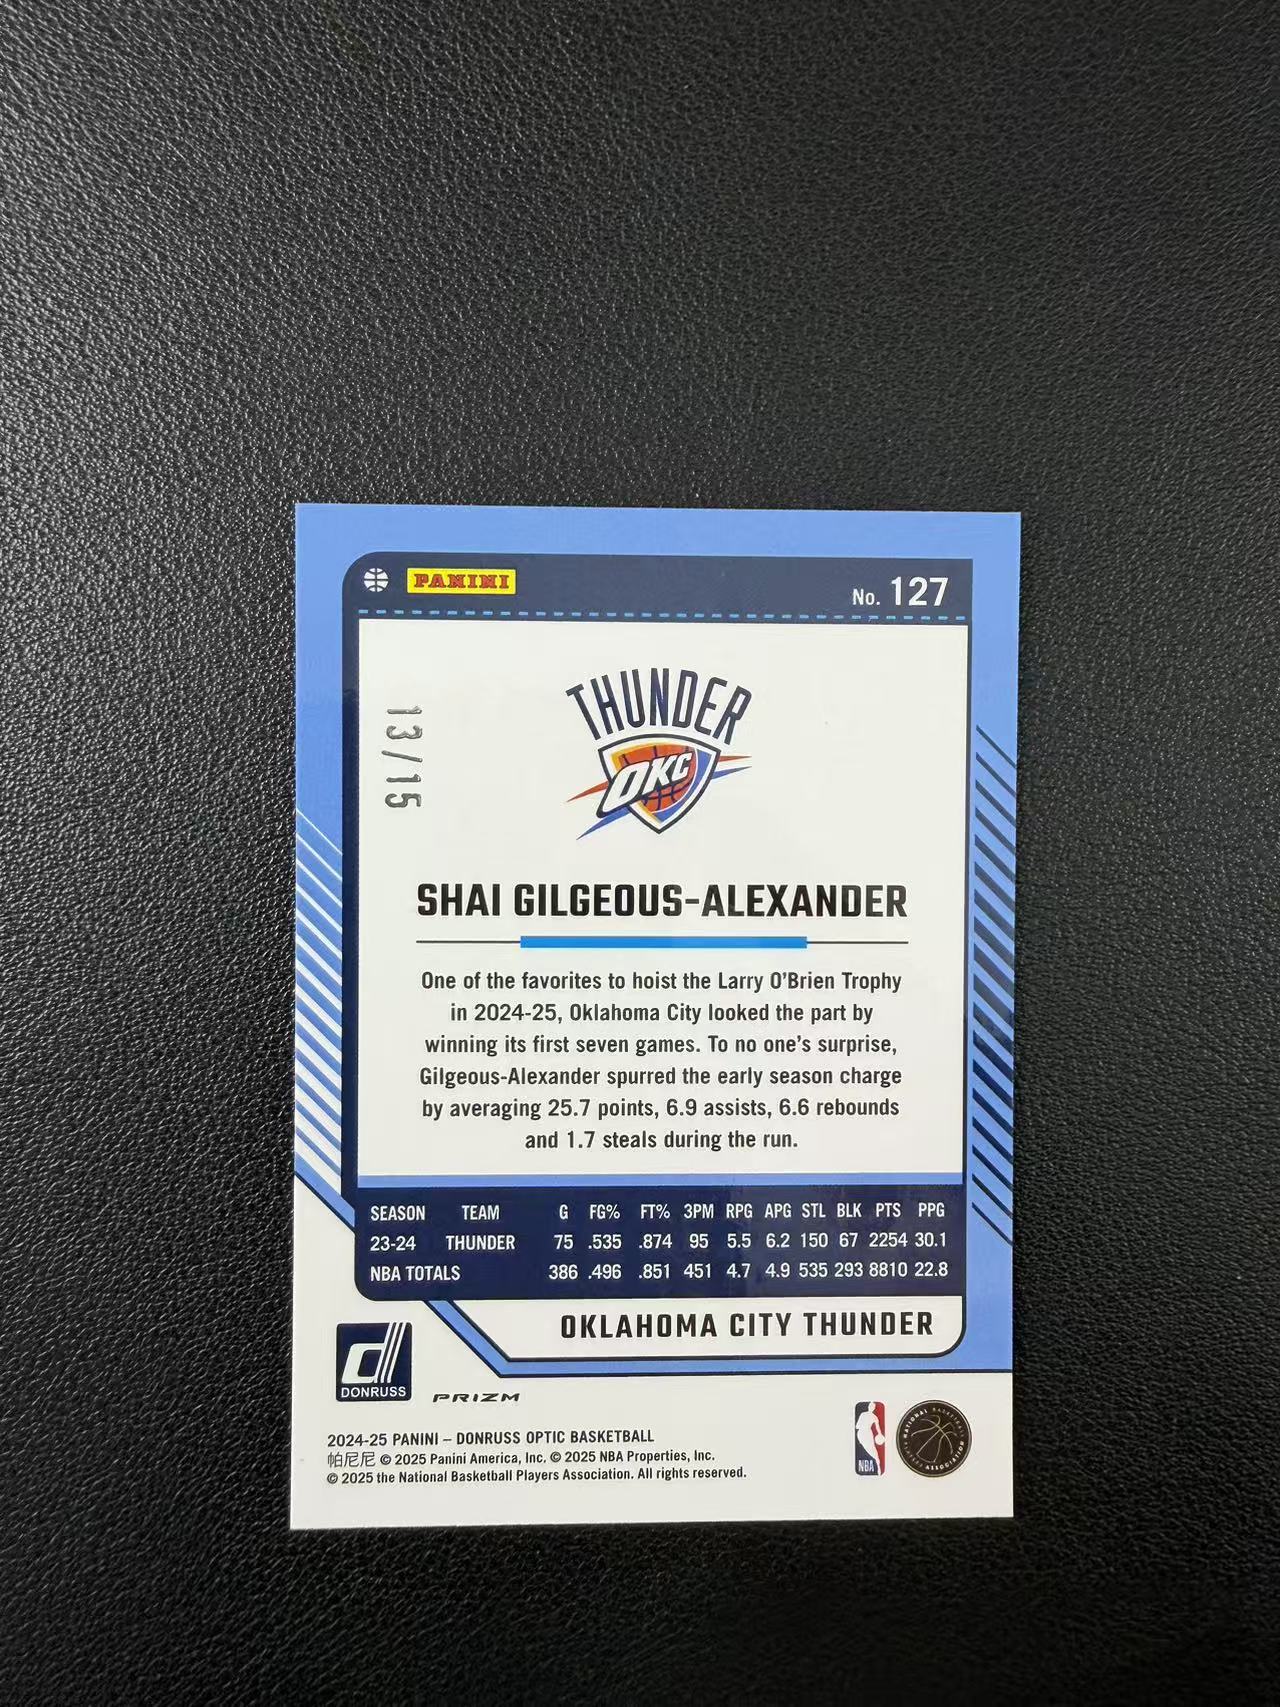 PANINI
No. 127
13/15
THUNDER
OKC
SHAI GILGEOUS-ALEXANDER
One of the favorites to hoist the Larry O'Brien Trophy
in 2024-25, Oklahoma City looked the part by
winning its first seven games. To no one's surprise,
Gilgeous-Alexander spurred the early season charge
by averaging 25.7 points, 6.9 assists, 6.6 rebounds
and 1.7 steals during the run.
SEASON TEAM G FG% FT% 3PM RPG APG STL BLK PTS PPG
23-24 THUNDER 75 .535 .874 95 5.5 6.2 150 67 2254 30.1
NBA TOTALS 386 .496 .851 451 4.7 4.9 535 293 8810 22.8
OKLAHOMA CITY THUNDER
d
DONRUSS
PRIZM
2024-25 PANINI – DONRUSS OPTIC BASKETBALL
帕尼尼 © 2025 Panini America, Inc. © 2025 NBA Properties, Inc.
© 2025 the National Basketball Players Association. All rights reserved.
NBA
NATIONAL BASKETBALL
PLAYERS ASSOCIATION